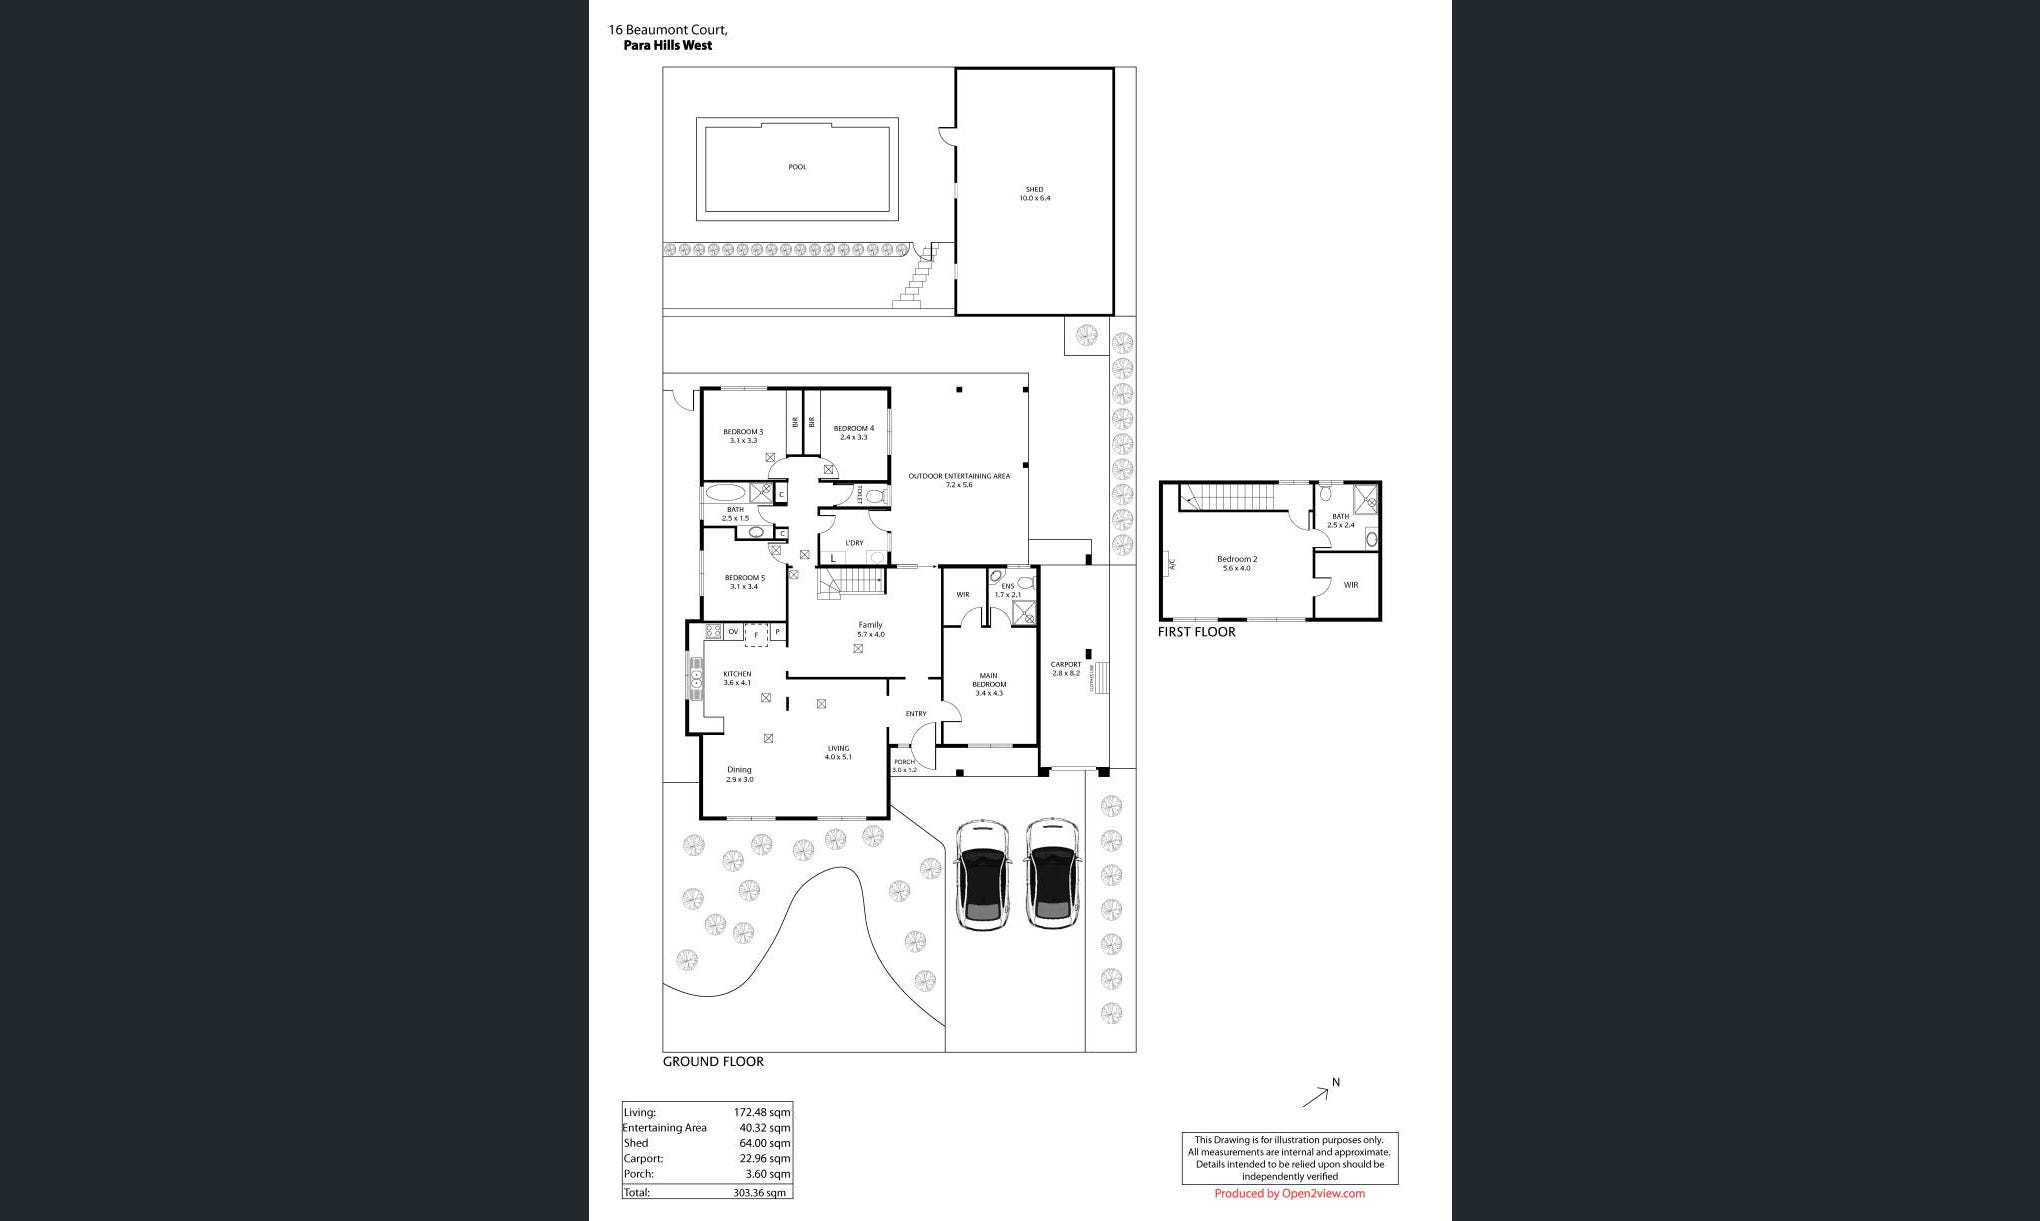 16 Beaumont Court,
Para Hills West
POOL
SHED
10.0 x 6.4
BEDROOM 3
3.1 x 3.3
BIR
BIR
BEDROOM 4
2.4 x 3.3
OUTDOOR ENTERTAINING AREA
7.2 x 5.6
C
TOILET
BATH
2.5 x 1.5
C
L'DRY
L
BEDROOM 5
3.1 x 3.4
WIR
ENS
1.7 x 2.1
OV
F
P
Family
5.7 x 4.0
KITCHEN
3.6 x 4.1
MAIN
BEDROOM
3.4 x 4.3
CARPORT
2.8 x 8.2
CLOTHES LINE
ENTRY
LIVING
4.0 x 5.1
PORCH
3.0 x 1.2
Dining
2.9 x 3.0
GROUND FLOOR
BATH
2.5 x 2.4
Bedroom 2
5.6 x 4.0
A/C
WIR
FIRST FLOOR
N
Living: 172.48 sqm
Entertaining Area 40.32 sqm
Shed 64.00 sqm
Carport: 22.96 sqm
Porch: 3.60 sqm
Total: 303.36 sqm
This Drawing is for illustration purposes only.
All measurements are internal and approximate.
Details intended to be relied upon should be
independently verified
Produced by Open2view.com